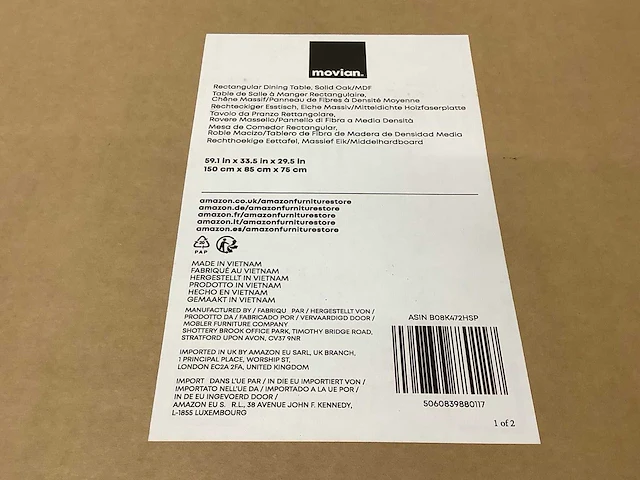 movian.
Rectangular Dining Table, Solid Oak/MDF
Table de Salle à Manger Rectangulaire,
Chêne Massif/Panneau de Fibres à Densité Moyenne
Rechteckiger Esstisch, Eiche Massiv/Mitteldichte Holzfaserplatte
Tavolo da Pranzo Rettangolare,
Rovere Massello/Pannello di Fibra a Media Densità
Mesa de Comedor Rectangular,
Roble Macizo/Tablero de Fibra de Madera de Densidad Media
Rechthoekige Eettafel, Massief Eik/Middelhardboard
59.1 in x 33.5 in x 29.5 in
150 cm x 85 cm x 75 cm
amazon.co.uk/amazonfurniturestore
amazon.de/amazonfurniturestore
amazon.fr/amazonfurniturestore
amazon.it/amazonfurniturestore
amazon.es/amazonfurniturestore
PAP
MADE IN VIETNAM
FABRIQUÉ AU VIETNAM
HERGESTELLT IN VIETNAM
PRODOTTO IN VIETNAM
HECHO EN VIETNAM
GEMAAKT IN VIETNAM
MANUFACTURED BY / FABRIQU PAR / HERGESTELLT VON /
PRODOTTO DA / FABRICADO POR / VERVAARDIGD DOOR /
MOBLER FURNITURE COMPANY
SHOTTERY BROOK OFFICE PARK, TIMOTHY BRIDGE ROAD,
STRATFORD UPON AVON, CV37 9NR
IMPORTED IN UK BY AMAZON EU SARL, UK BRANCH,
1 PRINCIPAL PLACE, WORSHIP ST,
LONDON EC2A 2FA, UNITED KINGDOM
IMPORT DANS L'UE PAR / IN DIE EU IMPORTIERT VON /
IMPORTATO NELL'UE DA / IMPORTADO A LA UE POR /
IN DE EU INGEVOERD DOOR /
AMAZON EU S. R.L., 38 AVENUE JOHN F. KENNEDY,
L-1855 LUXEMBOURG
ASIN B08K472HSP
5060839880117
1 of 2